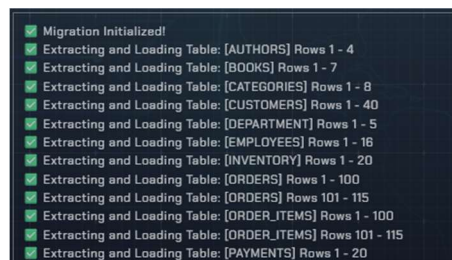 Migration Initialized!
Extracting and Loading Table: [AUTHORS] Rows 1 - 4
Extracting and Loading Table: [BOOKS] Rows 1 - 7
Extracting and Loading Table: [CATEGORIES] Rows 1 - 8
Extracting and Loading Table: [CUSTOMERS] Rows 1 - 40
Extracting and Loading Table: [DEPARTMENT] Rows 1 - 5
Extracting and Loading Table: [EMPLOYEES] Rows 1 - 16
Extracting and Loading Table: [INVENTORY] Rows 1 - 20
Extracting and Loading Table: [ORDERS] Rows 1 - 100
Extracting and Loading Table: [ORDERS] Rows 101 - 115
Extracting and Loading Table: [ORDER_ITEMS] Rows 1 - 100
Extracting and Loading Table: [ORDER_ITEMS] Rows 101 - 115
Extracting and Loading Table: [PAYMENTS] Rows 1 - 20